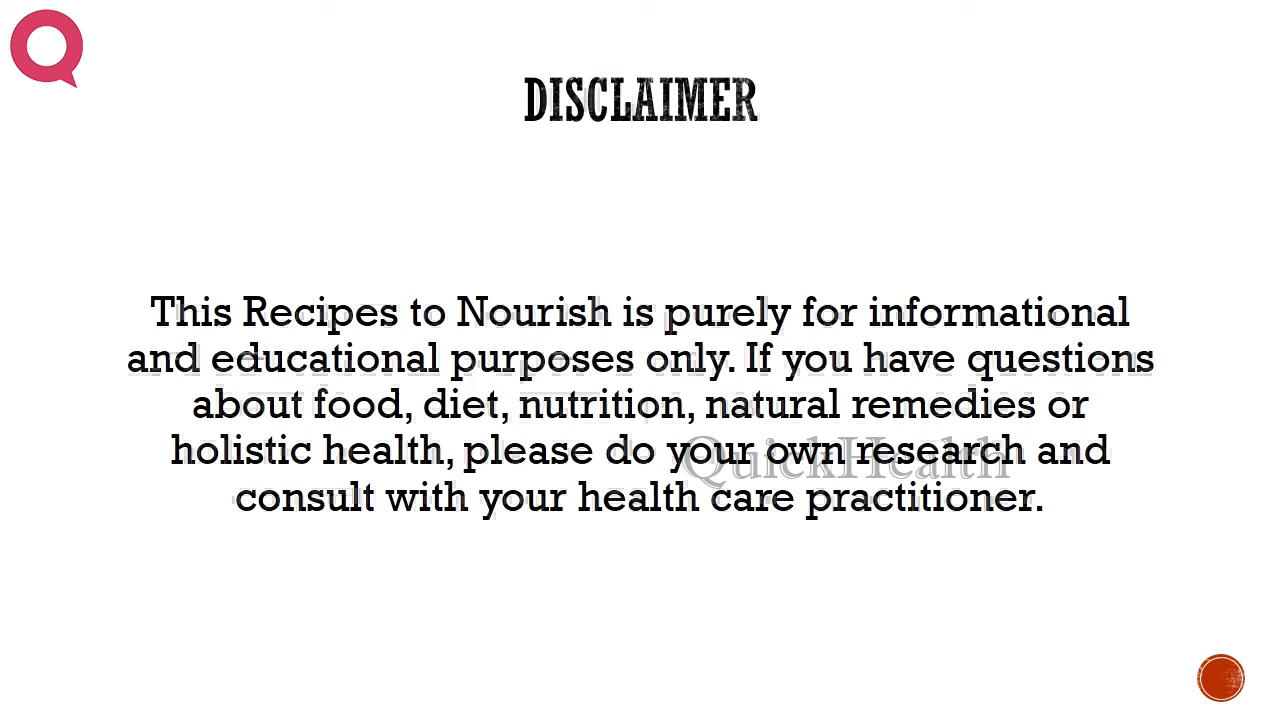 DISCLAIMER
This Recipes to Nourish is purely for informational
and educational purposes only. If you have questions
about food, diet, nutrition, natural remedies or
holistic health, please do your own research and
QuickHealth
consult with your health care practitioner.